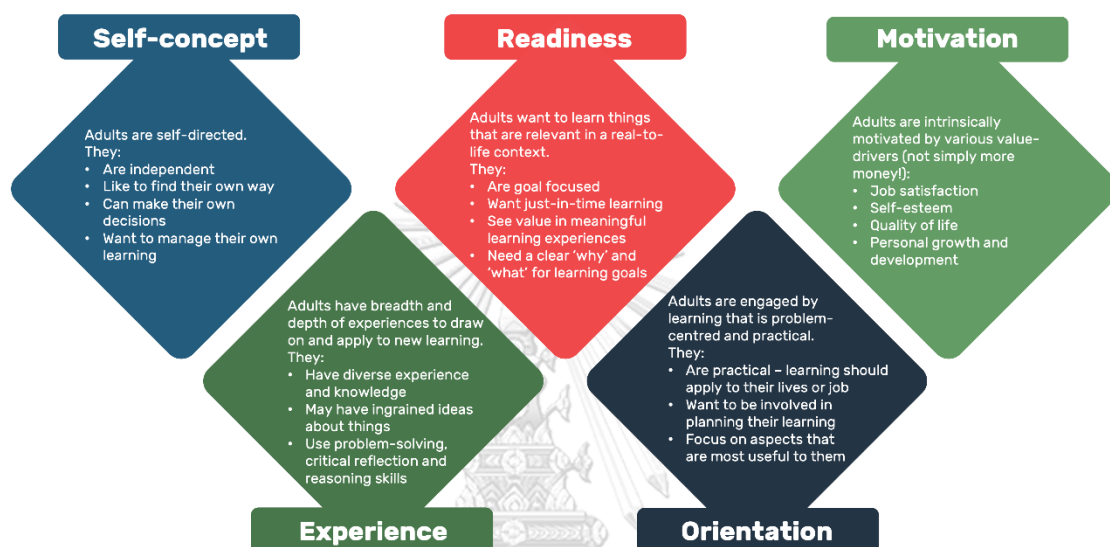 Self-concept
Adults are self-directed.
They:
• Are independent
• Like to find their own way
• Can make their own
decisions
• Want to manage their own
learning
Experience
Adults have breadth and
depth of experiences to draw
on and apply to new learning.
They:
• Have diverse experience
and knowledge
• May have ingrained ideas
about things
• Use problem-solving,
critical reflection and
reasoning skills
Readiness
Adults want to learn things
that are relevant in a real-to-
life context.
They:
• Are goal focused
• Want just-in-time learning
• See value in meaningful
learning experiences
• Need a clear ‘why’ and
‘what’ for learning goals
Orientation
Adults are engaged by
learning that is problem-
centred and practical.
They:
• Are practical – learning should
apply to their lives or job
• Want to be involved in
planning their learning
• Focus on aspects that
are most useful to them
Motivation
Adults are intrinsically
motivated by various value-
drivers (not simply more
money!):
• Job satisfaction
• Self-esteem
• Quality of life
• Personal growth and
development